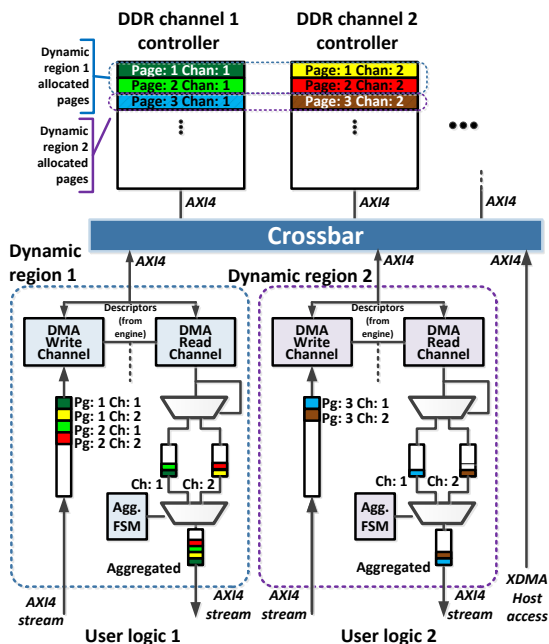 DDR channel 1
controller
DDR channel 2
controller
Dynamic
region 1
allocated
pages
Page: 1 Chan: 1
Page: 2 Chan: 1
Page: 3 Chan: 1
Page: 1 Chan: 2
Page: 2 Chan: 2
Page: 3 Chan: 2
Dynamic
region 2
allocated
pages
AXI4
AXI4
AXI4
Crossbar
AXI4
AXI4
AXI4
Dynamic
region 1
Dynamic region 2
DMA
Write
Channel
Descriptors
(from
engine)
DMA
Read
Channel
DMA
Write
Channel
Descriptors
(from
engine)
DMA
Read
Channel
Pg: 1 Ch: 1
Pg: 1 Ch: 2
Pg: 2 Ch: 1
Pg: 2 Ch: 2
Pg: 3 Ch: 1
Pg: 3 Ch: 2
Ch: 1
Ch: 2
Ch: 1
Ch: 2
Agg.
FSM
Agg.
FSM
Aggregated
Aggregated
AXI4
stream
AXI4
stream
AXI4
stream
AXI4
stream
XDMA
Host
access
User logic 1
User logic 2